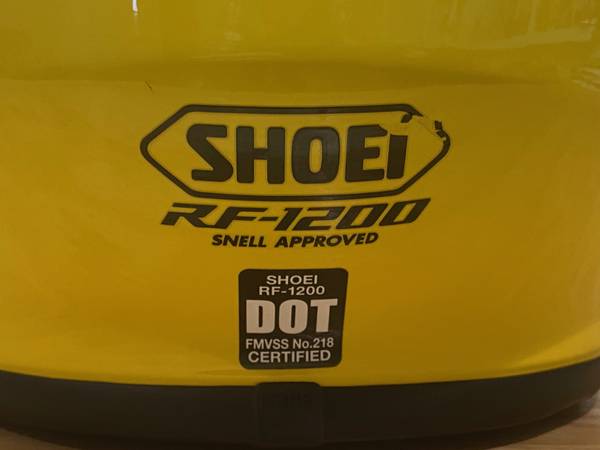 SHOEI
RF-1200
SNELL APPROVED
SHOEI
RF-1200
DOT
FMVSS No.218
CERTIFIED